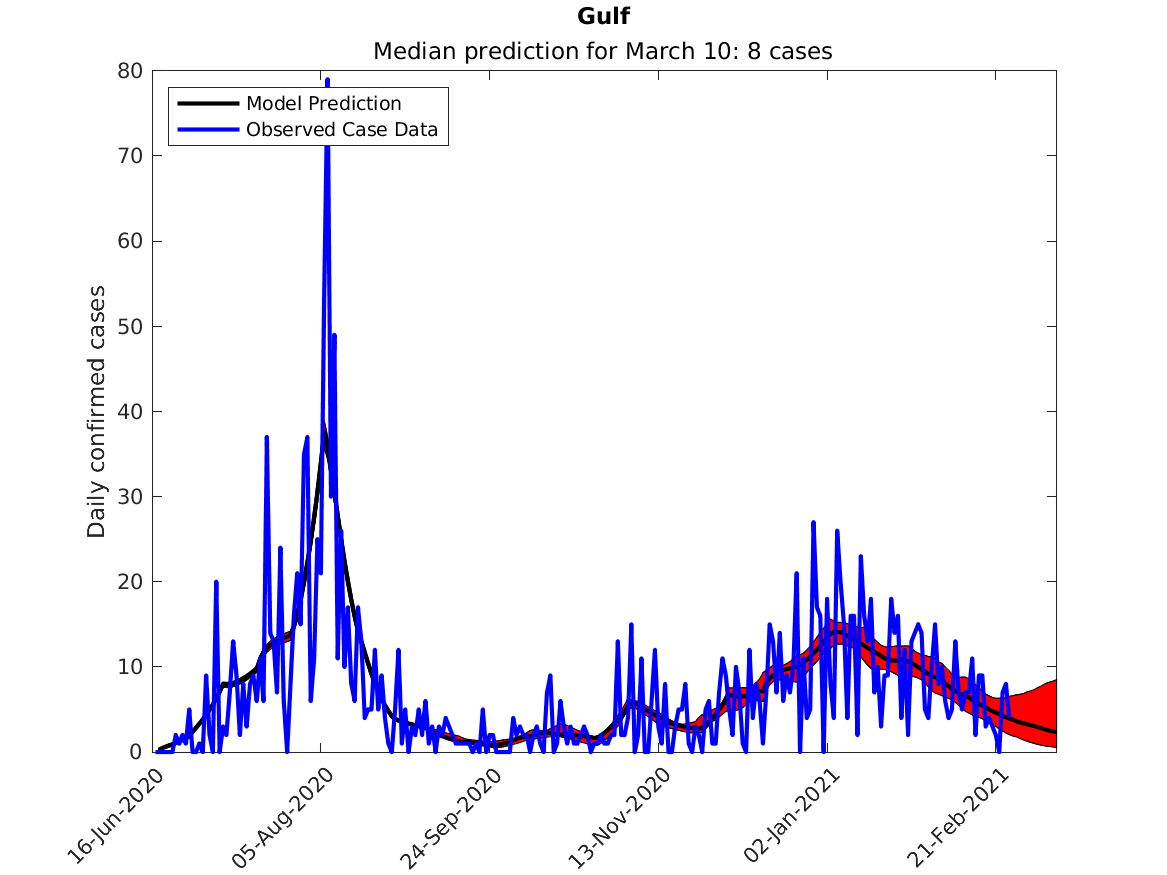 Gulf
Median prediction for March 10: 8 cases
Model Prediction
Observed Case Data
Daily confirmed cases
80
70
60
50
40
30
20
10
0
16-Jun-2020
05-Aug-2020
24-Sep-2020
13-Nov-2020
02-Jan-2021
21-Feb-2021